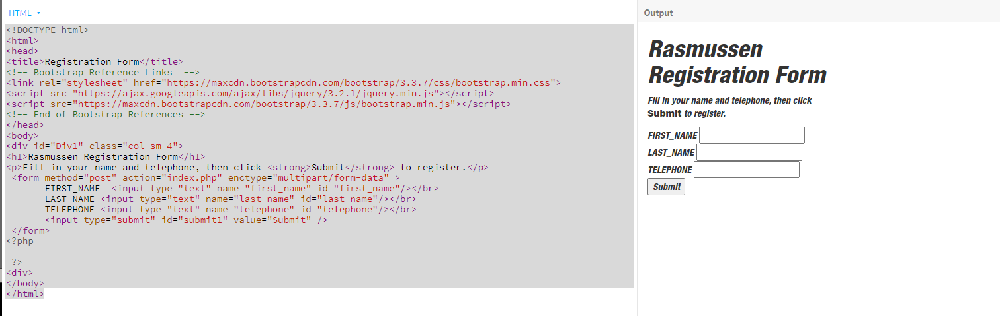 HTML
<!DOCTYPE html>
<html>
<head>
<title>Registration Form</title>
<!-- Bootstrap Reference Links  -->
<link rel="stylesheet" href="https://maxcdn.bootstrapcdn.com/bootstrap/3.3.7/css/bootstrap.min.css">
<script src="https://ajax.googleapis.com/ajax/libs/jquery/3.2.1/jquery.min.js"></script>
<script src="https://maxcdn.bootstrapcdn.com/bootstrap/3.3.7/js/bootstrap.min.js"></script>
<!-- End of Bootstrap References -->
</head>
<body>
<div id="Div1" class="col-sm-4">
<h1>Rasmussen Registration Form</h1>
<p>Fill in your name and telephone, then click <strong>Submit</strong> to register.</p>
 <form method="post" action="index.php" enctype="multipart/form-data" >
       FIRST_NAME  <input type="text" name="first_name" id="first_name"/></br>
       LAST_NAME <input type="text" name="last_name" id="last_name"/></br>
       TELEPHONE <input type="text" name="telephone" id="telephone"/></br>
       <input type="submit" id="submit1" value="Submit" />
 </form>
<?php
 ?>
<div>
</body>
</html>
Output
Rasmussen
Registration Form
Fill in your name and telephone, then click
Submit to register.
FIRST_NAME
LAST_NAME
TELEPHONE
Submit